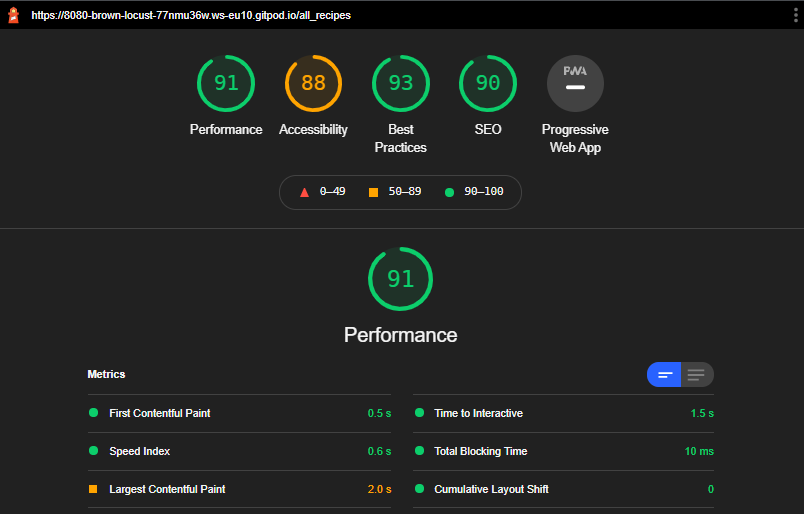 https://8080-brown-locust-77nmu36w.ws-eu10.gitpod.io/all_recipes
91 88 93 90 PWA
Performance Accessibility Best Practices SEO Progressive Web App
0–49 50–89 90–100
91
Performance
Metrics
First Contentful Paint 0.5 s
Time to Interactive 1.5 s
Speed Index 0.6 s
Total Blocking Time 10 ms
Largest Contentful Paint 2.0 s
Cumulative Layout Shift 0